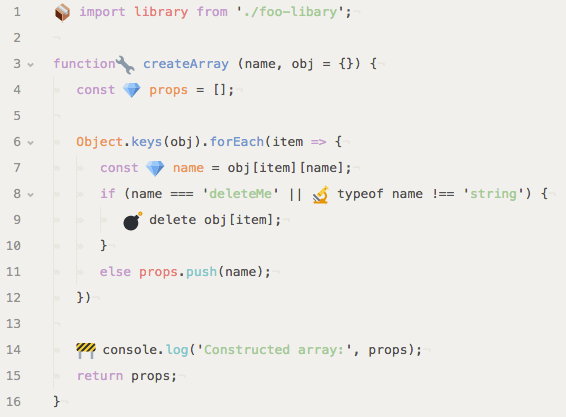 1 📦 import library from './foo-libary';
2
3 function🔧 createArray (name, obj = {}) {
4 const 💎 props = [];
5
6 Object.keys(obj).forEach(item => {
7 const 💎 name = obj[item][name];
8 if (name === 'deleteMe' || 🔬 typeof name !== 'string') {
9 💣 delete obj[item];
10 }
11 else props.push(name);
12 })
13
14 🚧 console.log('Constructed array:', props);
15 return props;
16 }